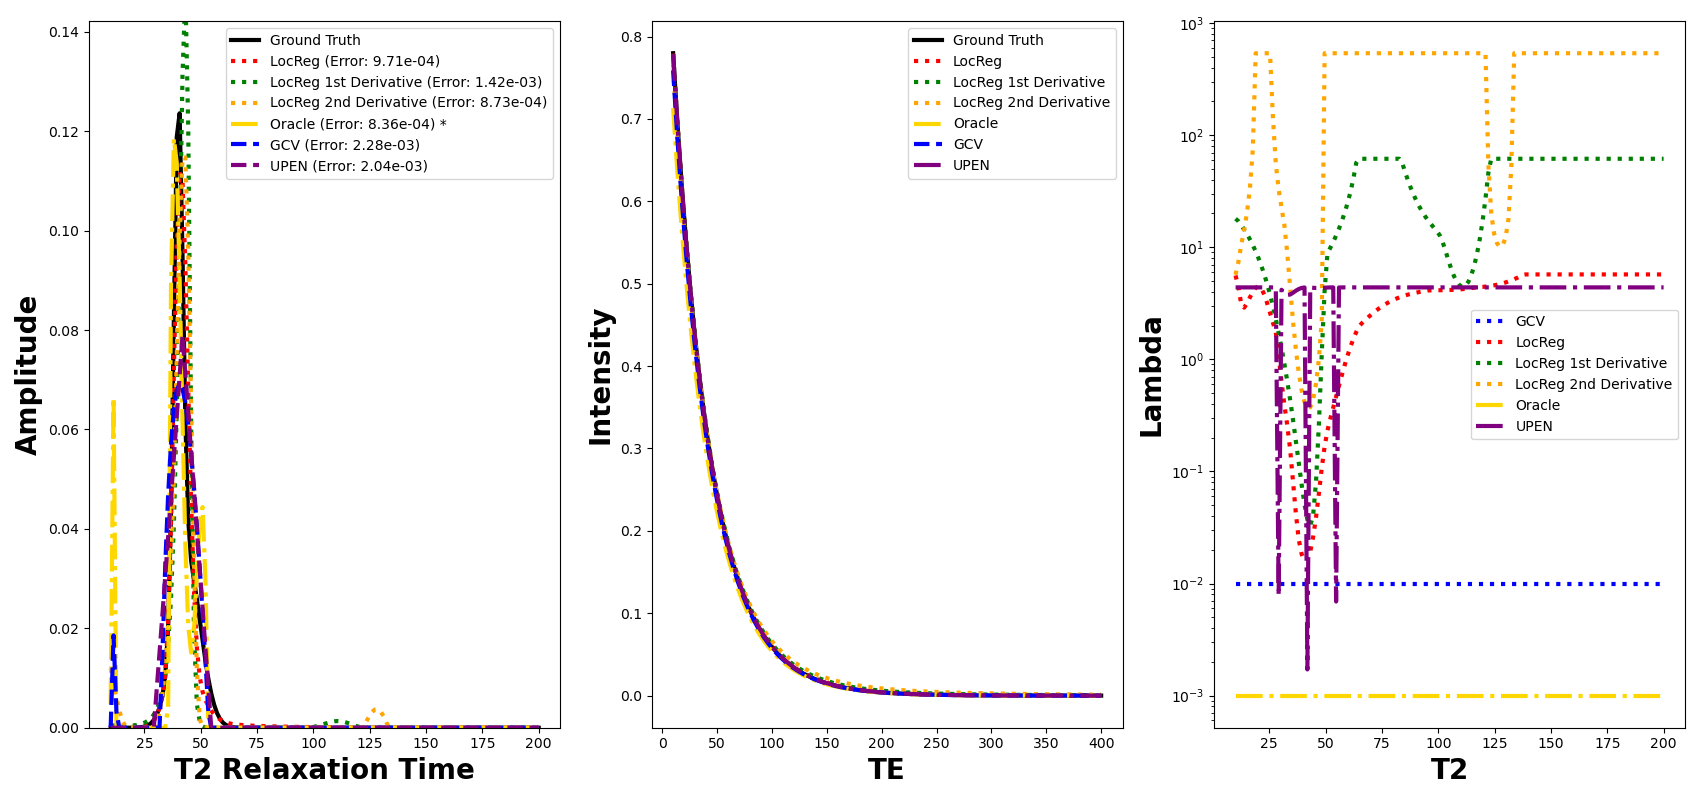 0.14
0.12
0.10
0.08
0.06
0.04
0.02
0.00
25
50
75
100
125
150
175
200
Amplitude
T2 Relaxation Time
Ground Truth
LocReg (Error: 9.71e-04)
LocReg 1st Derivative (Error: 1.42e-03)
LocReg 2nd Derivative (Error: 8.73e-04)
Oracle (Error: 8.36e-04) *
GCV (Error: 2.28e-03)
UPEN (Error: 2.04e-03)
0.8
0.7
0.6
0.5
0.4
0.3
0.2
0.1
0.0
0
50
100
150
200
250
300
350
400
Intensity
TE
Ground Truth
LocReg
LocReg 1st Derivative
LocReg 2nd Derivative
Oracle
GCV
UPEN
10³
10²
10¹
10⁰
10⁻¹
10⁻²
10⁻³
25
50
75
100
125
150
175
200
Lambda
T2
GCV
LocReg
LocReg 1st Derivative
LocReg 2nd Derivative
Oracle
UPEN